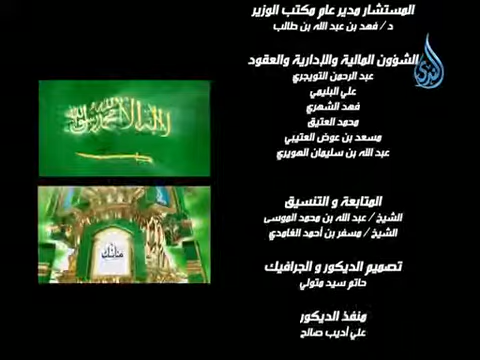 المستشار مدير عام مكتب الوزير
د / فهد بن عبد الله بن طالب
الشؤون المالية والإدارية والعقود
عبد الرحمن التويجري
علي البليمي
فهد الشهري
محمد العتيق
مسعد بن عوض العتيبي
عبد الله بن سليمان الهويري
المتابعة و التنسيق
الشيخ / عبد الله بن محمد الموسى
الشيخ / مسفر بن أحمد الغامدي
تصميم الديكور و الجرافيك
حاتم سيد متولي
منفذ الديكور
علي أديب صالح
لا إله إلا الله محمد رسول الله